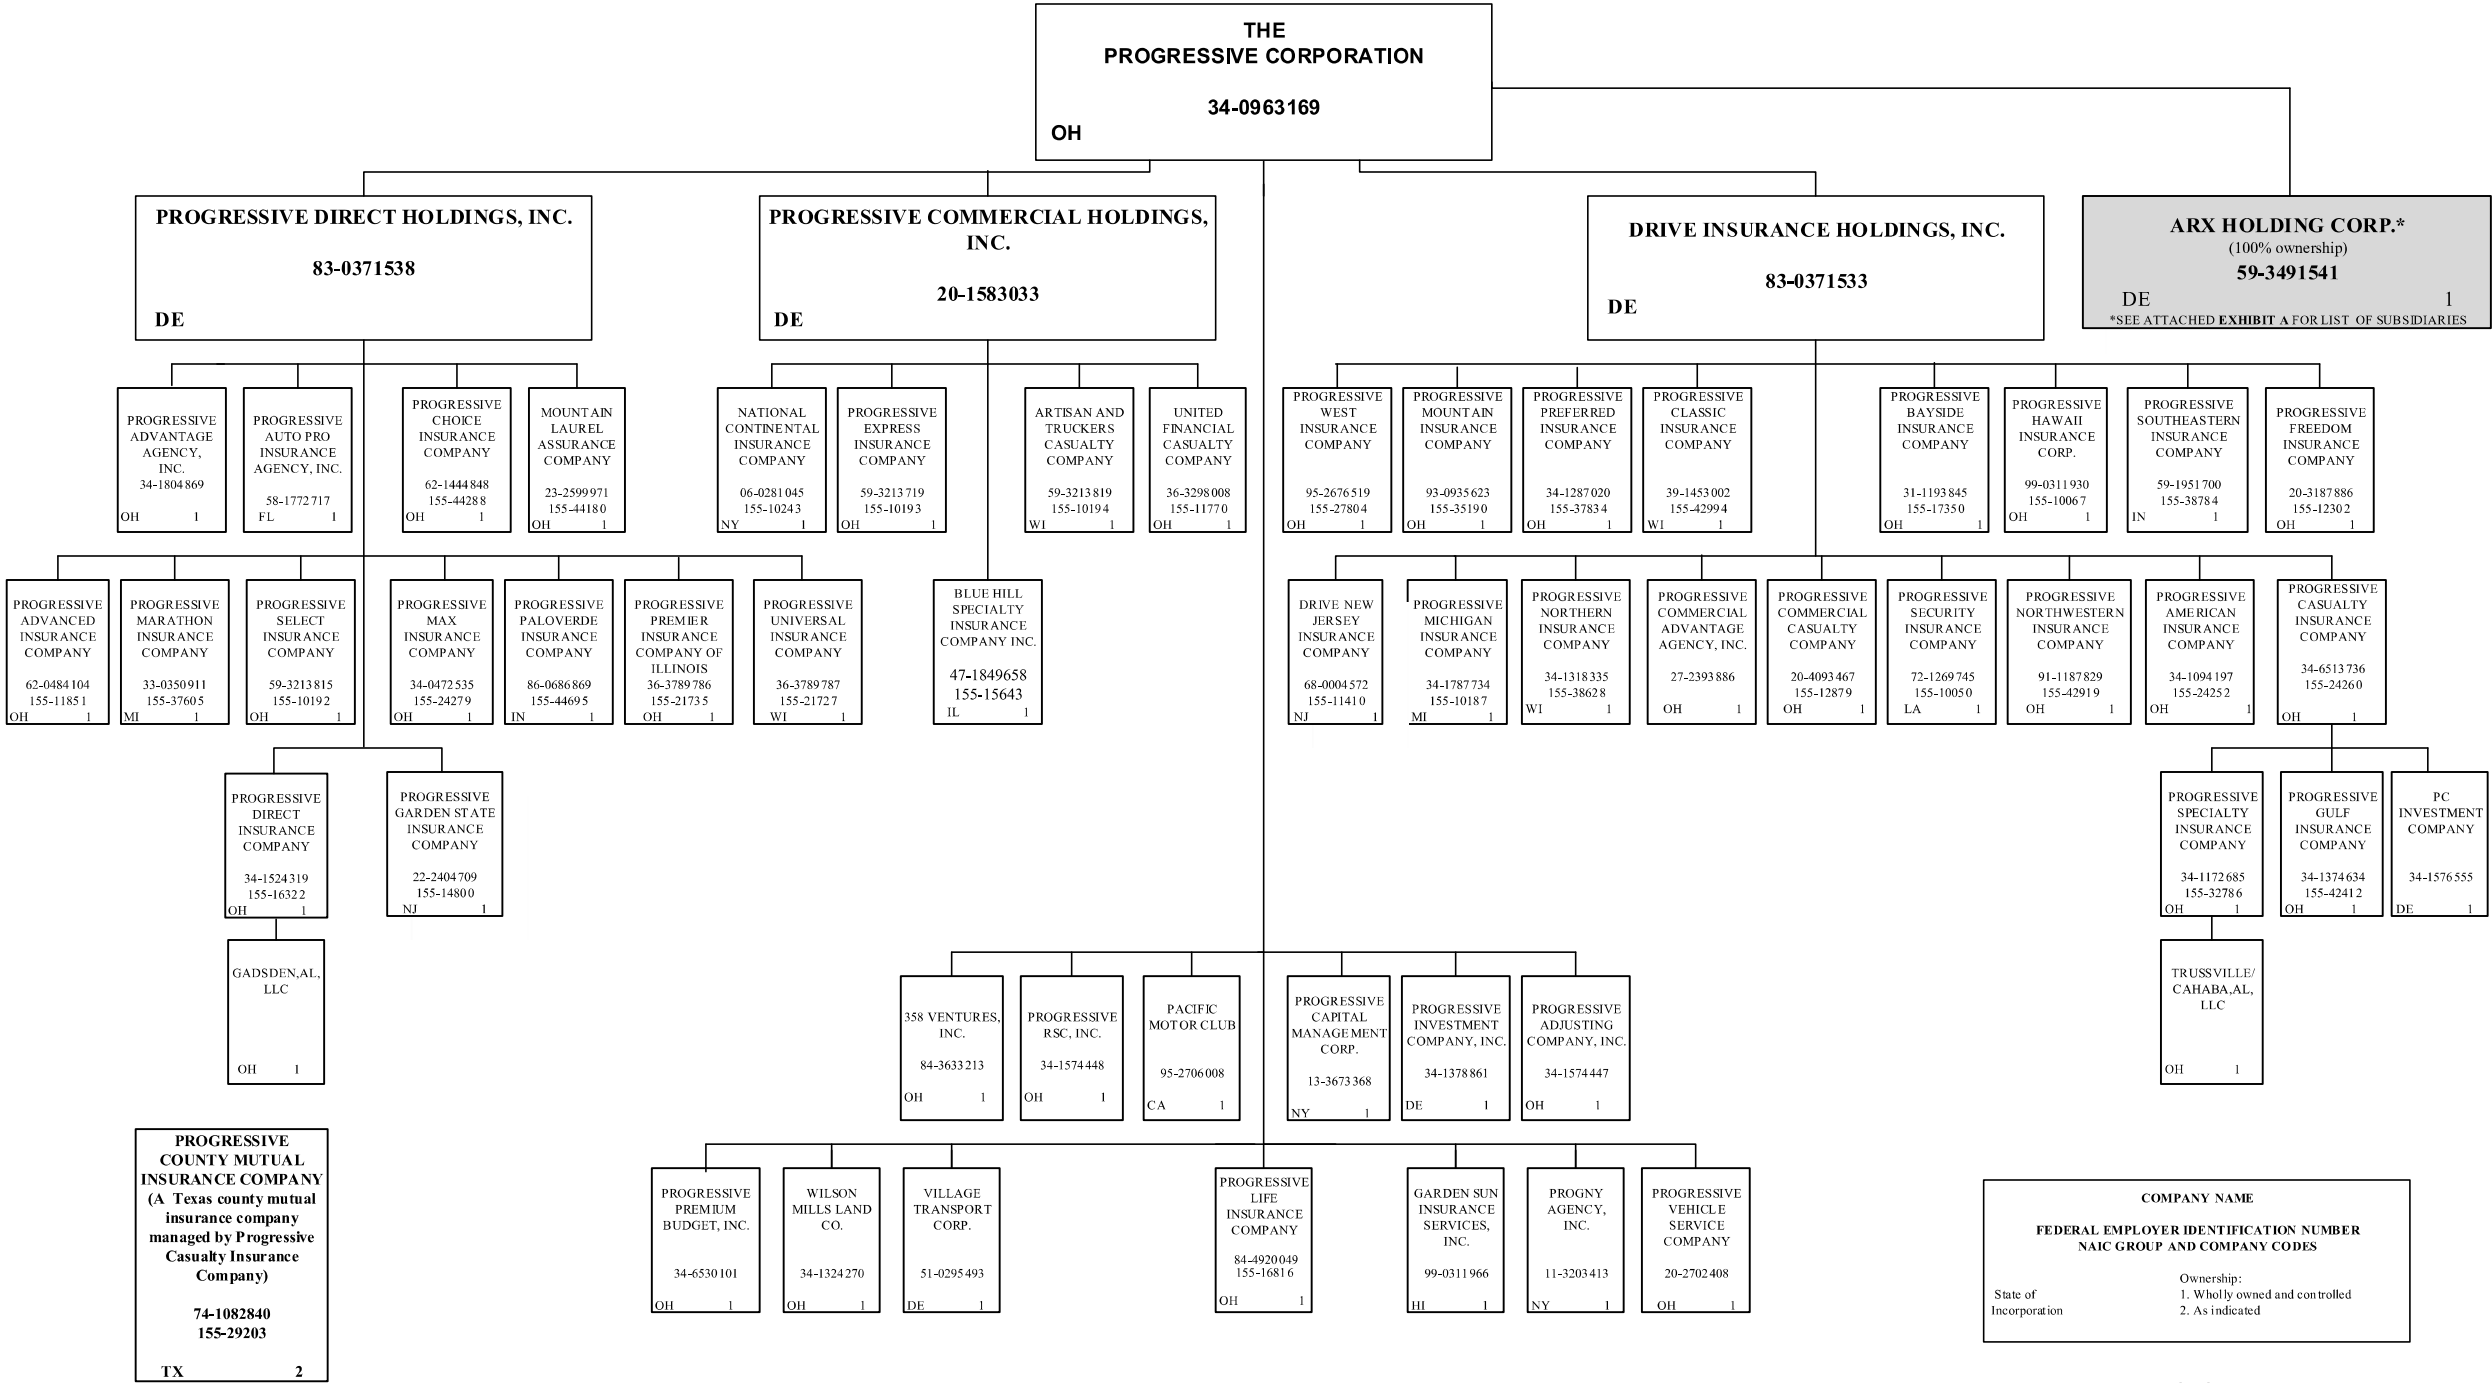 THE
PROGRESSIVE CORPORATION
34-0963169
OH
PROGRESSIVE DIRECT HOLDINGS, INC.
83-0371538
DE
PROGRESSIVE COMMERCIAL HOLDINGS,
INC.
20-1583033
DE
DRIVE INSURANCE HOLDINGS, INC.
83-0371533
DE
ARX HOLDING CORP.*
(100% ownership)
59-3491541
DE 1
*SEE ATTACHED EXHIBIT A FOR LIST OF SUBSIDIARIES
PROGRESSIVE
ADVANTAGE
AGENCY,
INC.
34-1804869
OH 1
PROGRESSIVE
AUTO PRO
INSURANCE
AGENCY, INC.
58-1772717
FL 1
PROGRESSIVE
CHOICE
INSURANCE
COMPANY
62-1444848
155-44288
OH 1
MOUNTAIN
LAUREL
ASSURANCE
COMPANY
23-2599971
155-44180
OH 1
NATIONAL
CONTINENTAL
INSURANCE
COMPANY
06-0281045
155-10243
NY 1
PROGRESSIVE
EXPRESS
INSURANCE
COMPANY
59-3213719
155-10193
OH 1
ARTISAN AND
TRUCKERS
CASUALTY
COMPANY
59-3213819
155-10194
WI 1
UNITED
FINANCIAL
CASUALTY
COMPANY
36-3298008
155-11770
OH 1
PROGRESSIVE
WEST
INSURANCE
COMPANY
95-2676519
155-27804
OH 1
PROGRESSIVE
MOUNTAIN
INSURANCE
COMPANY
93-0935623
155-35190
OH 1
PROGRESSIVE
PREFERRED
INSURANCE
COMPANY
34-1287020
155-37834
OH 1
PROGRESSIVE
CLASSIC
INSURANCE
COMPANY
39-1453002
155-42994
WI 1
PROGRESSIVE
BAYSIDE
INSURANCE
COMPANY
31-1193845
155-17350
OH 1
PROGRESSIVE
HAWAII
INSURANCE
CORP.
99-0311930
155-10067
OH 1
PROGRESSIVE
SOUTHEASTERN
INSURANCE
COMPANY
59-1951700
155-38784
IN 1
PROGRESSIVE
FREEDOM
INSURANCE
COMPANY
20-3187886
155-12302
OH 1
PROGRESSIVE
ADVANCED
INSURANCE
COMPANY
62-0484104
155-11851
OH 1
PROGRESSIVE
MARATHON
INSURANCE
COMPANY
33-0350911
155-37605
MI 1
PROGRESSIVE
SELECT
INSURANCE
COMPANY
59-3213815
155-10192
OH 1
PROGRESSIVE
MAX
INSURANCE
COMPANY
34-0472535
155-24279
OH 1
PROGRESSIVE
PALOVERDE
INSURANCE
COMPANY
86-0686869
155-44695
IN 1
PROGRESSIVE
PREMIER
INSURANCE
COMPANY OF
ILLINOIS
36-3789786
155-21735
OH 1
PROGRESSIVE
UNIVERSAL
INSURANCE
COMPANY
36-3789787
155-21727
WI 1
BLUE HILL
SPECIALTY
INSURANCE
COMPANY INC.
47-1849658
155-15643
IL 1
DRIVE NEW
JERSEY
INSURANCE
COMPANY
68-0004572
155-11410
NJ 1
PROGRESSIVE
MICHIGAN
INSURANCE
COMPANY
34-1787734
155-10187
MI 1
PROGRESSIVE
NORTHERN
INSURANCE
COMPANY
34-1318335
155-38628
WI 1
PROGRESSIVE
COMMERCIAL
ADVANTAGE
AGENCY, INC.
27-2393886
OH 1
PROGRESSIVE
COMMERCIAL
CASUALTY
COMPANY
20-4093467
155-12879
OH 1
PROGRESSIVE
SECURITY
INSURANCE
COMPANY
72-1269745
155-10050
LA 1
PROGRESSIVE
NORTHWESTERN
INSURANCE
COMPANY
91-1187829
155-42919
OH 1
PROGRESSIVE
AMERICAN
INSURANCE
COMPANY
34-1094197
155-24252
OH 1
PROGRESSIVE
CASUALTY
INSURANCE
COMPANY
34-6513736
155-24260
OH 1
PROGRESSIVE
DIRECT
INSURANCE
COMPANY
34-1524319
155-16322
OH 1
PROGRESSIVE
GARDEN STATE
INSURANCE
COMPANY
22-2404709
155-14800
NJ 1
PROGRESSIVE
SPECIALTY
INSURANCE
COMPANY
34-1172685
155-32786
OH 1
PROGRESSIVE
GULF
INSURANCE
COMPANY
34-1374634
155-42412
OH 1
PC
INVESTMENT
COMPANY
34-1576555
DE 1
GADSDEN,AL,
LLC
OH 1
TRUSSVILLE/
CAHABA,AL,
LLC
OH 1
358 VENTURES,
INC.
84-3633213
OH 1
PROGRESSIVE
RSC, INC.
34-1574448
OH 1
PACIFIC
MOTOR CLUB
95-2706008
CA 1
PROGRESSIVE
CAPITAL
MANAGEMENT
CORP.
13-3673368
NY 1
PROGRESSIVE
INVESTMENT
COMPANY, INC.
34-1378861
DE 1
PROGRESSIVE
ADJUSTING
COMPANY, INC.
34-1574447
OH 1
PROGRESSIVE
COUNTY MUTUAL
INSURANCE COMPANY
(A Texas county mutual
insurance company
managed by Progressive
Casualty Insurance
Company)
74-1082840
155-29203
TX 2
PROGRESSIVE
PREMIUM
BUDGET, INC.
34-6530101
OH 1
WILSON
MILLS LAND
CO.
34-1324270
OH 1
VILLAGE
TRANSPORT
CORP.
51-0295493
DE 1
PROGRESSIVE
LIFE
INSURANCE
COMPANY
84-4920049
155-16816
OH 1
GARDEN SUN
INSURANCE
SERVICES,
INC.
99-0311966
HI 1
PROGNY
AGENCY,
INC.
11-3203413
NY 1
PROGRESSIVE
VEHICLE
SERVICE
COMPANY
20-2702408
OH 1
COMPANY NAME
FEDERAL EMPLOYER IDENTIFICATION NUMBER
NAIC GROUP AND COMPANY CODES
Ownership:
State of 1. Wholly owned and controlled
Incorporation 2. As indicated